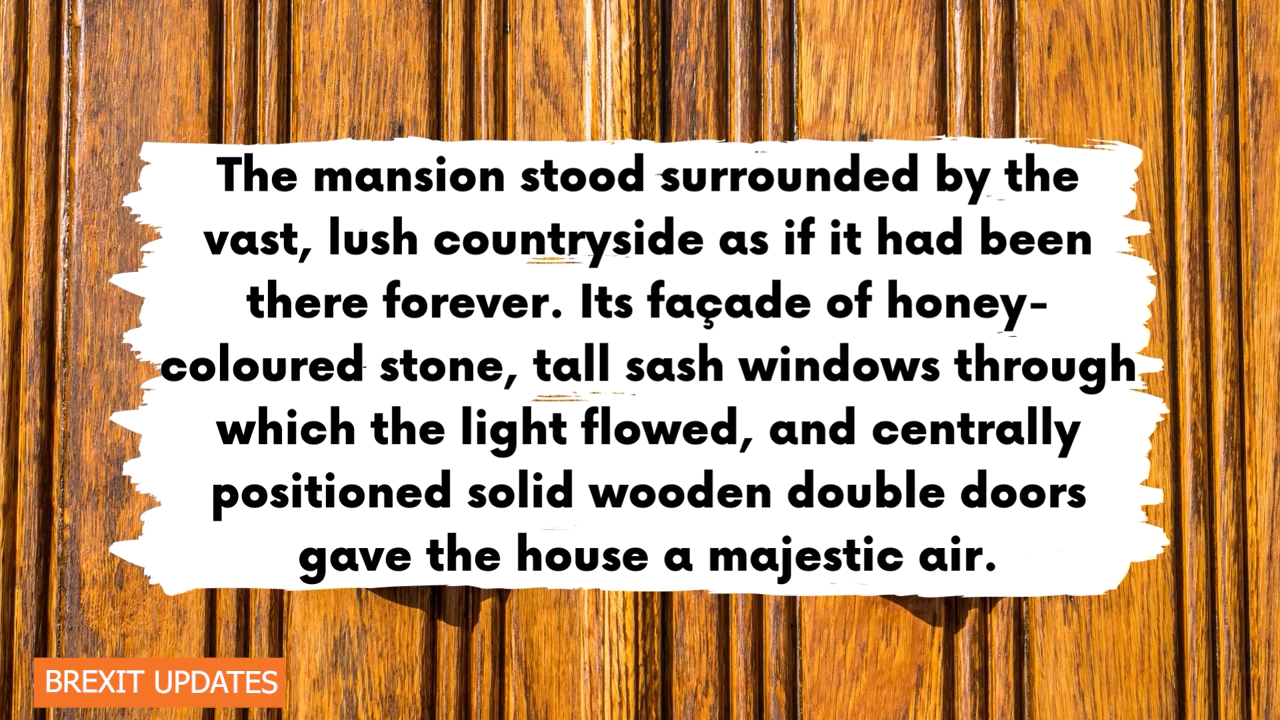 The mansion stood surrounded by the
vast, lush countryside as if it had been
there forever. Its façade of honey-
coloured stone, tall sash windows through
which the light flowed, and centrally
positioned solid wooden double doors
gave the house a majestic air.
BREXIT UPDATES